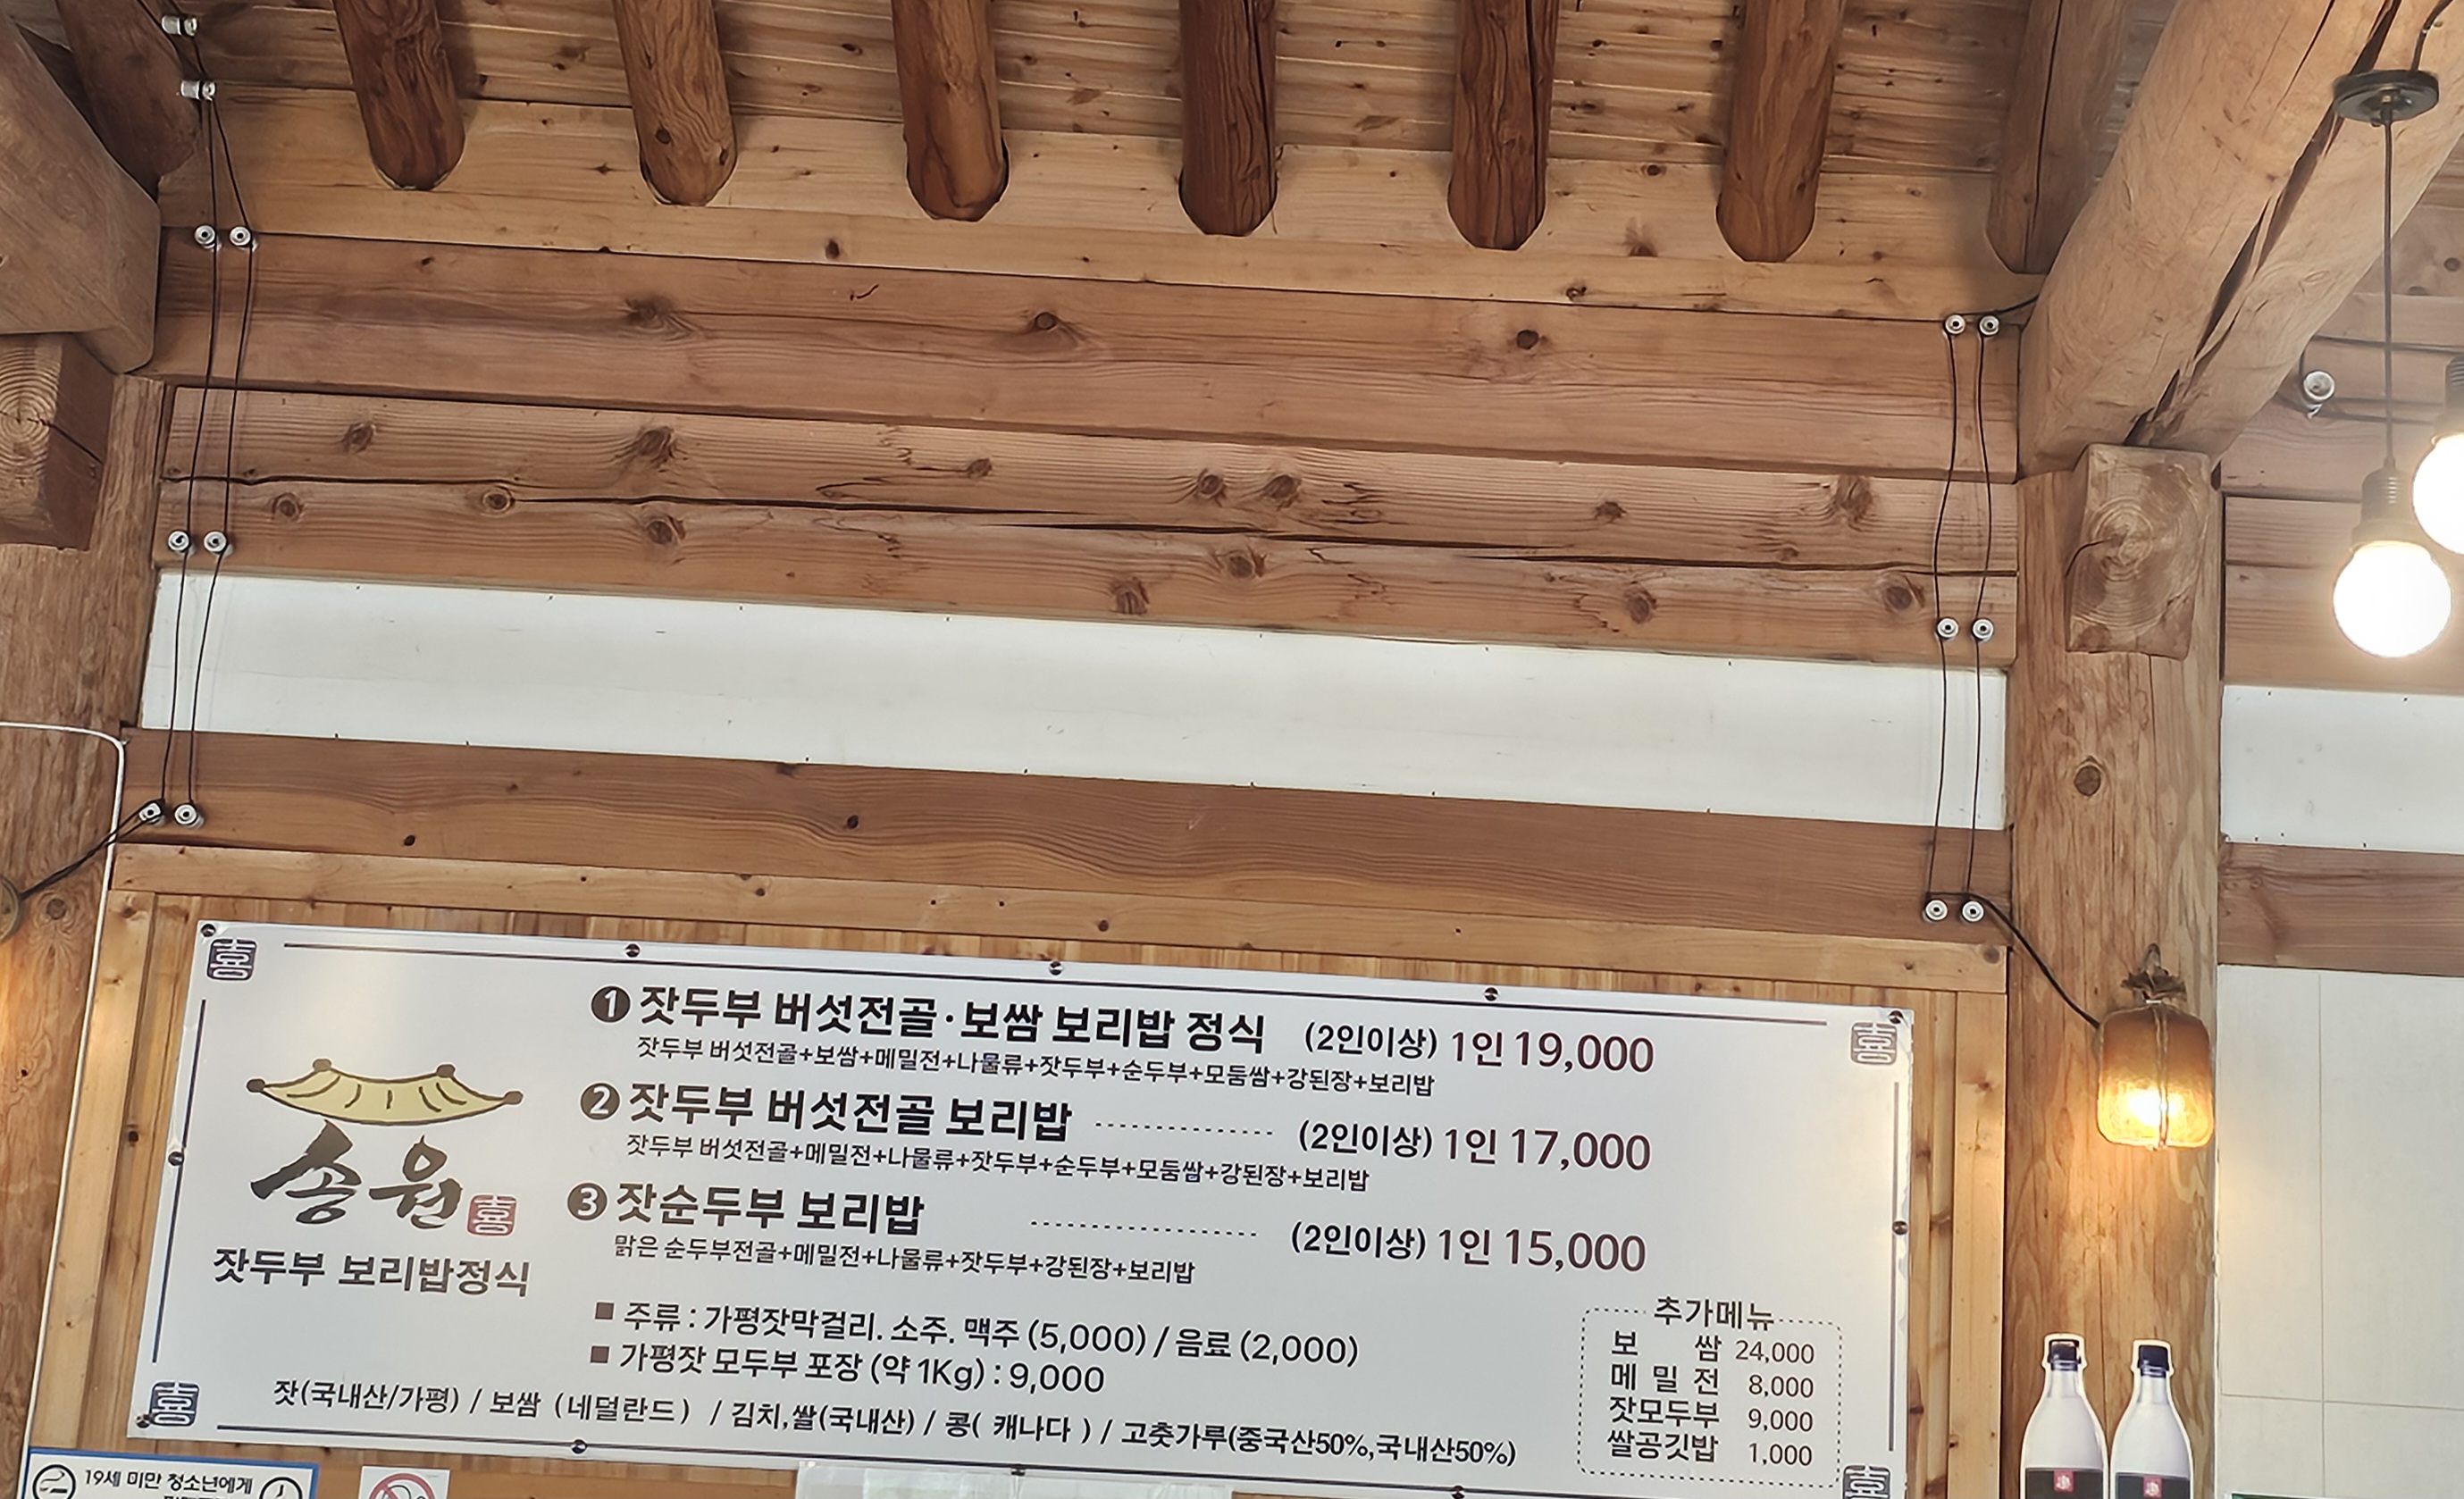 송원
잣두부 보리밥정식
❶ 잣두부 버섯전골·보쌈 보리밥 정식 (2인이상) 1인 19,000
잣두부 버섯전골+보쌈+메밀전+나물류+잣두부+순두부+모둠쌈+강된장+보리밥
❷ 잣두부 버섯전골 보리밥 (2인이상) 1인 17,000
잣두부 버섯전골+메밀전+나물류+잣두부+순두부+모둠쌈+강된장+보리밥
❸ 잣순두부 보리밥 (2인이상) 1인 15,000
맑은 순두부전골+메밀전+나물류+잣두부+강된장+보리밥
■ 주류 : 가평잣막걸리. 소주. 맥주 (5,000) / 음료 (2,000)
■ 가평잣 모두부 포장 (약 1Kg) : 9,000
잣(국내산/가평) / 보쌈 (네덜란드) / 김치,쌀(국내산) / 콩( 캐나다 ) / 고춧가루(중국산50%,국내산50%)
추가메뉴
보 쌈 24,000
메 밀 전 8,000
잣모두부 9,000
쌀공깃밥 1,000
19세 미만 청소년에게